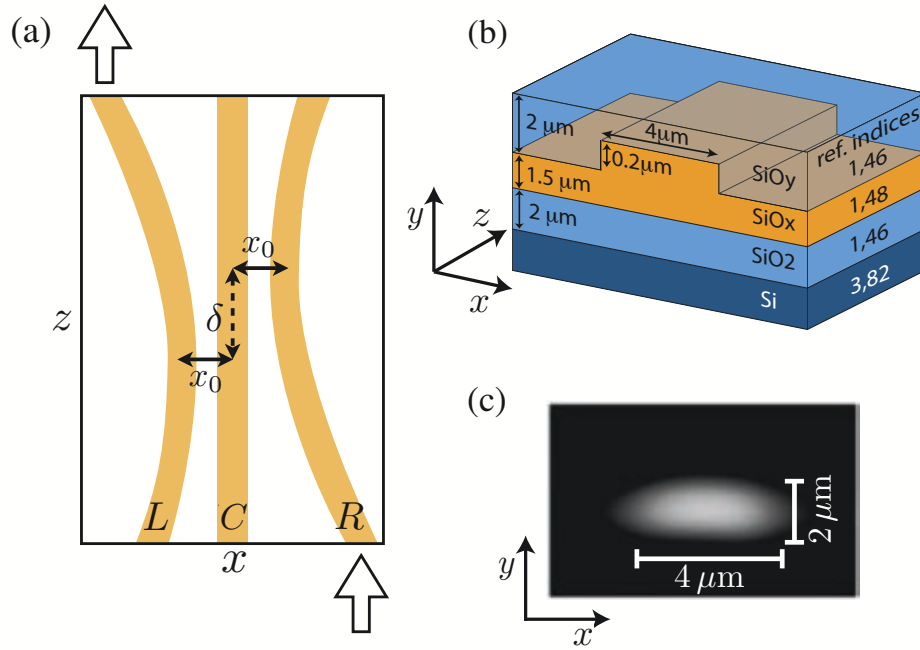 (a)
x₀
δ
z
x₀
L C R
x
(b)
2 μm
4μm
ref. indices
0.2μm
SiOy
1,46
1.5 μm
SiOx
1,48
2 μm
SiO2
1,46
Si
3,82
y
z
x
(c)
2 μm
4 μm
y
x